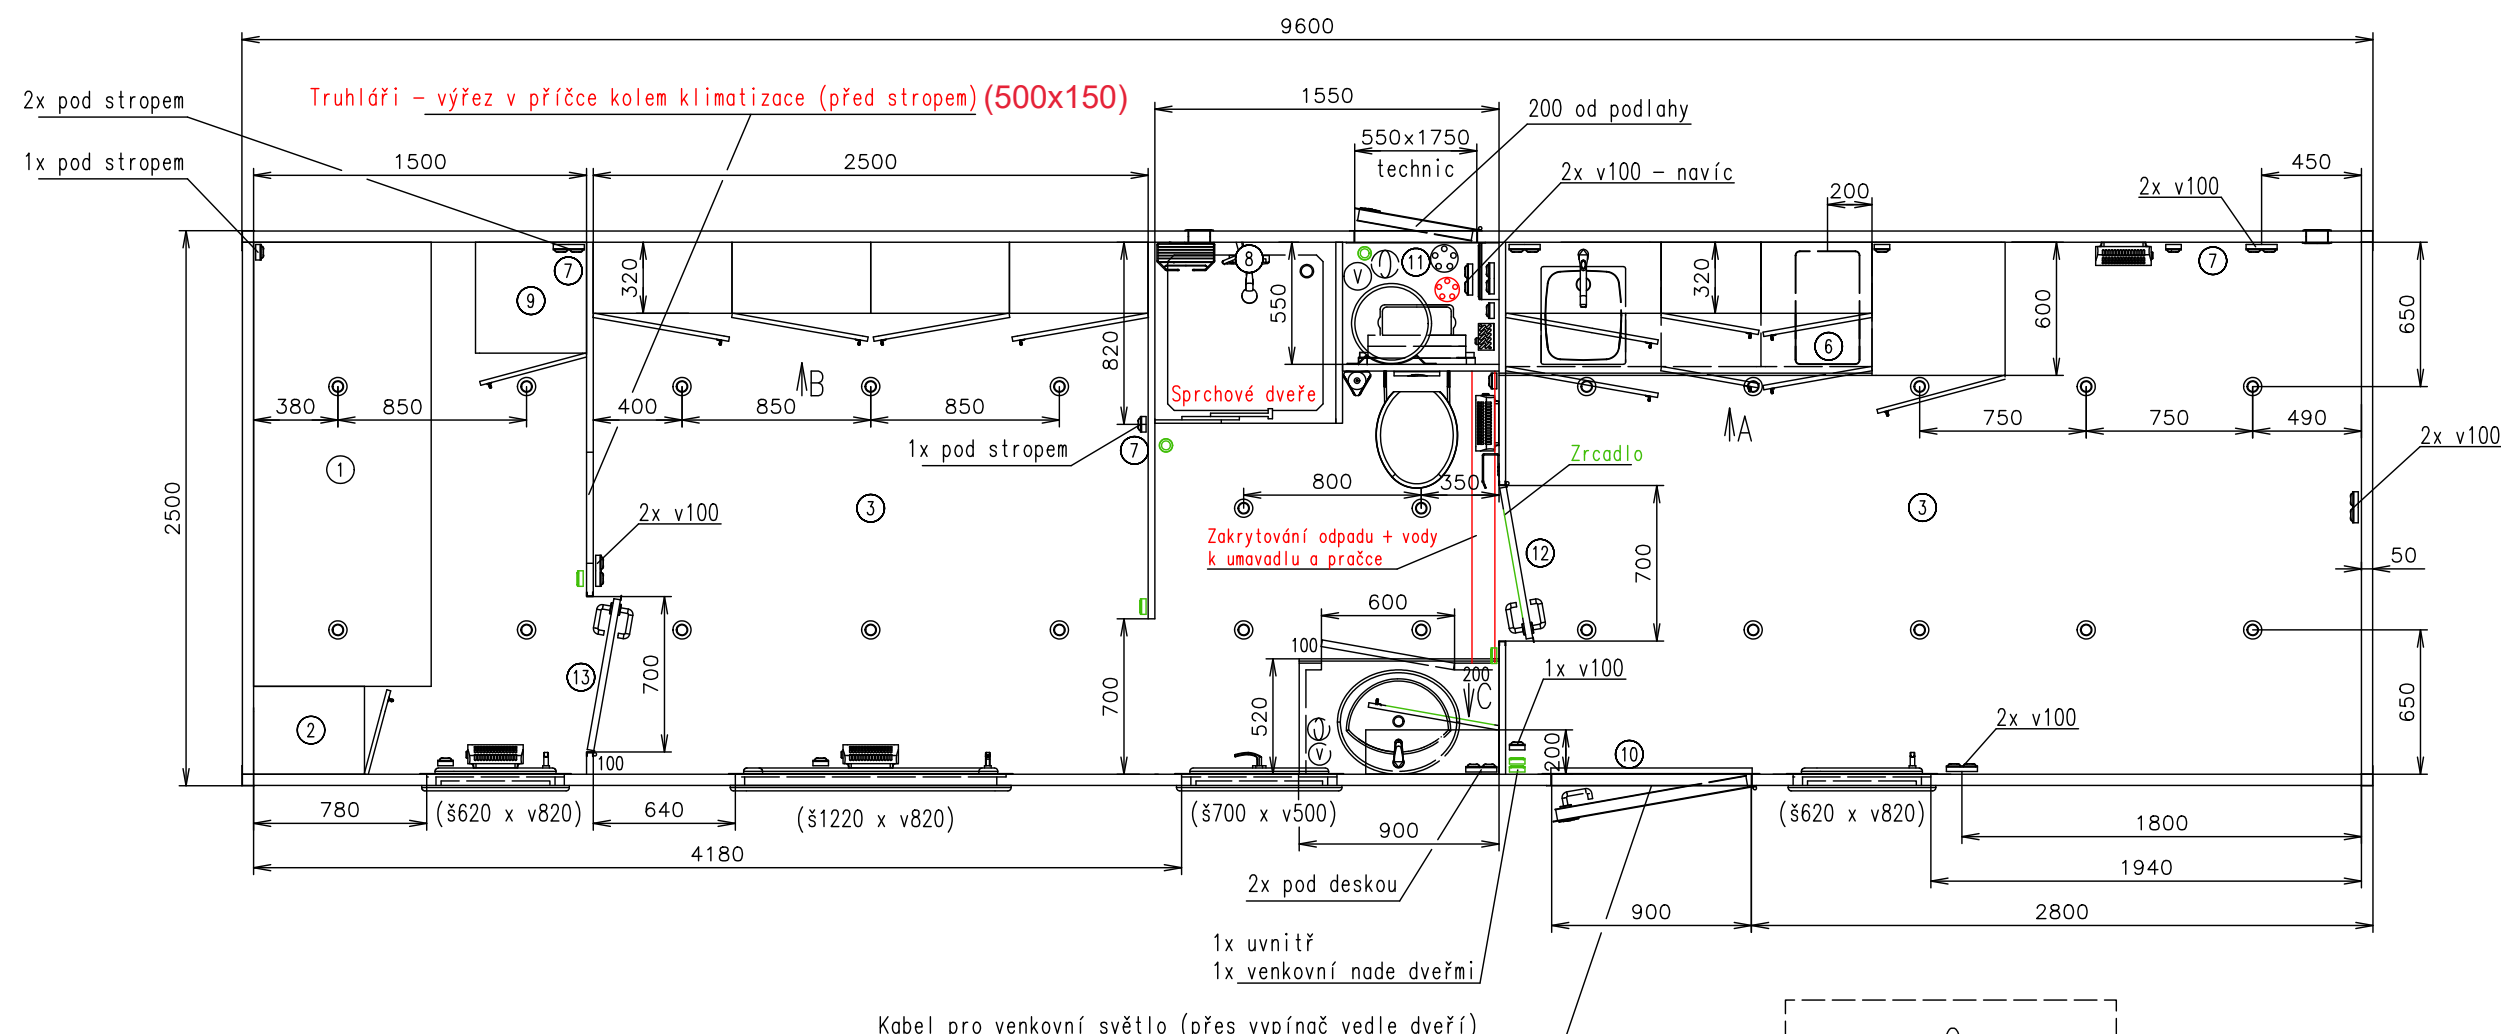 9600
2x pod stropem
Truhláři – výřez v příčce kolem klimatizace (před stropem) (500x150)
1550
200 od podlahy
550x1750
technic
1x pod stropem
1500
2500
2x v100 – navíc
450
2x v100
200
7
9
320
8
550
V
11
320
6
600
7
650
820
B
Sprchové dveře
380
850
400
850
850
A
750
750
490
2x v100
1x pod stropem
7
Zrcadlo
1
2500
800
350
3
3
2x v100
Zakrytování odpadu + vody
k umavadlu a pračce
12
700
50
600
100
13
700
700
200
C
1x v100
520
650
2
V
200
10
2x v100
100
780
(š620 x v820)
640
(š1220 x v820)
(š700 x v500)
900
(š620 x v820)
1800
4180
1940
2x pod deskou
900
2800
1x uvnitř
1x venkovní nade dveřmi
Kabel pro venkovní světlo (přes vypínač vedle dveří)